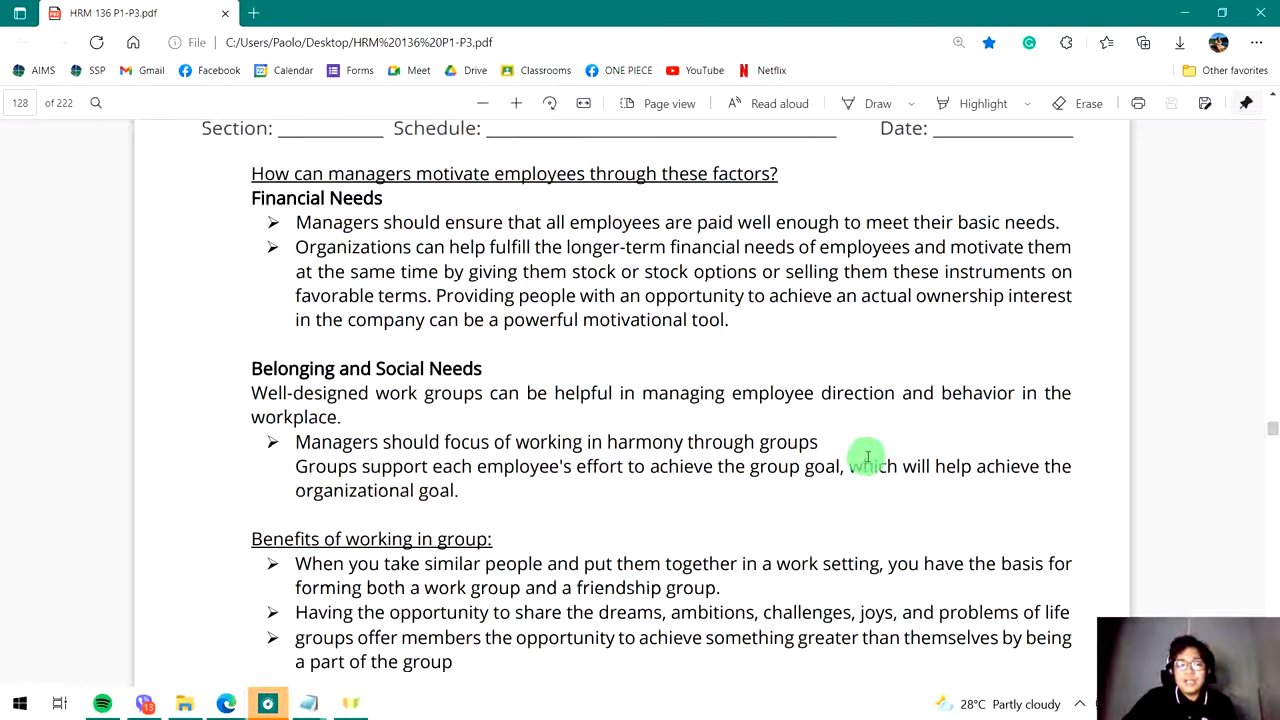 HRM 136 P1-P3.pdf
File C:/Users/Paolo/Desktop/HRM%20136%20P1-P3.pdf
AIMS SSP Gmail Facebook 22 Calendar Forms Meet Drive Classrooms ONE PIECE YouTube Netflix Other favorites
128 of 222 Page view Read aloud Draw Highlight Erase
Section: __________ Schedule: _________________________________ Date: _____________
How can managers motivate employees through these factors?
Financial Needs
➢ Managers should ensure that all employees are paid well enough to meet their basic needs.
➢ Organizations can help fulfill the longer-term financial needs of employees and motivate them
at the same time by giving them stock or stock options or selling them these instruments on
favorable terms. Providing people with an opportunity to achieve an actual ownership interest
in the company can be a powerful motivational tool.
Belonging and Social Needs
Well-designed work groups can be helpful in managing employee direction and behavior in the
workplace.
➢ Managers should focus of working in harmony through groups
Groups support each employee's effort to achieve the group goal, which will help achieve the
organizational goal.
Benefits of working in group:
➢ When you take similar people and put them together in a work setting, you have the basis for
forming both a work group and a friendship group.
➢ Having the opportunity to share the dreams, ambitions, challenges, joys, and problems of life
➢ groups offer members the opportunity to achieve something greater than themselves by being
a part of the group
13 28°C Partly cloudy